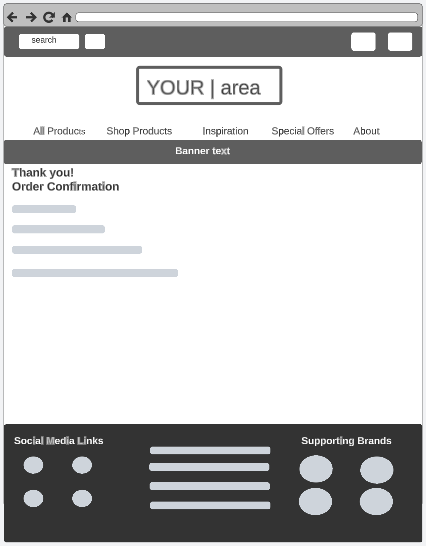 search
YOUR | area
All Products Shop Products Inspiration Special Offers About
Banner text
Thank you!
Order Confirmation
Social Media Links Supporting Brands